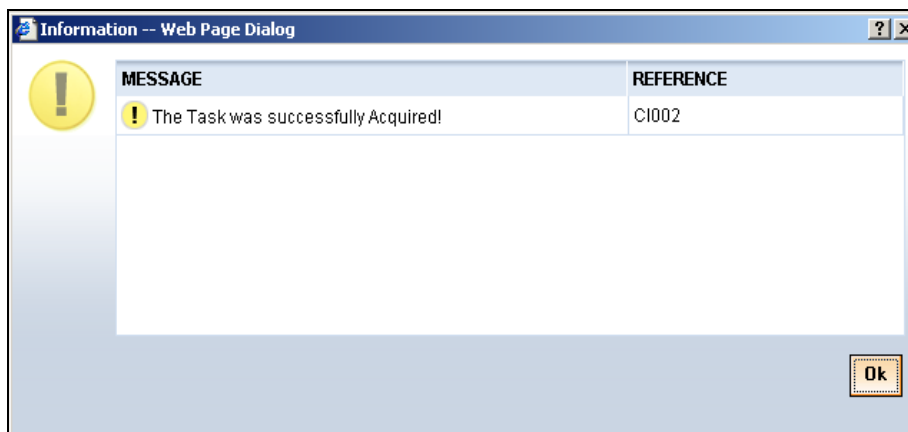 Information -- Web Page Dialog
MESSAGE REFERENCE
The Task was successfully Acquired! CI002
Ok